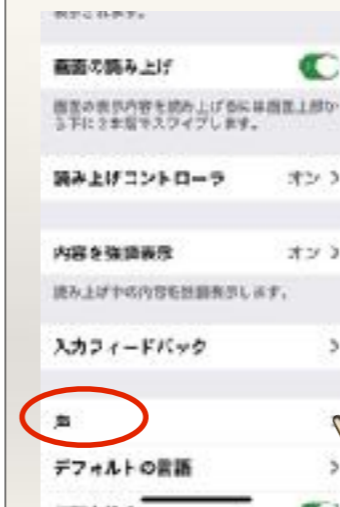 画面の読み上げ
画面の表示内容を読み上げるには画面上部か
ら下に2本指でスワイプします。
読み上げコントローラ オン
内容を強調表示 オン
読み上げ中の内容を強調表示します。
入力フィードバック
声
デフォルトの言語